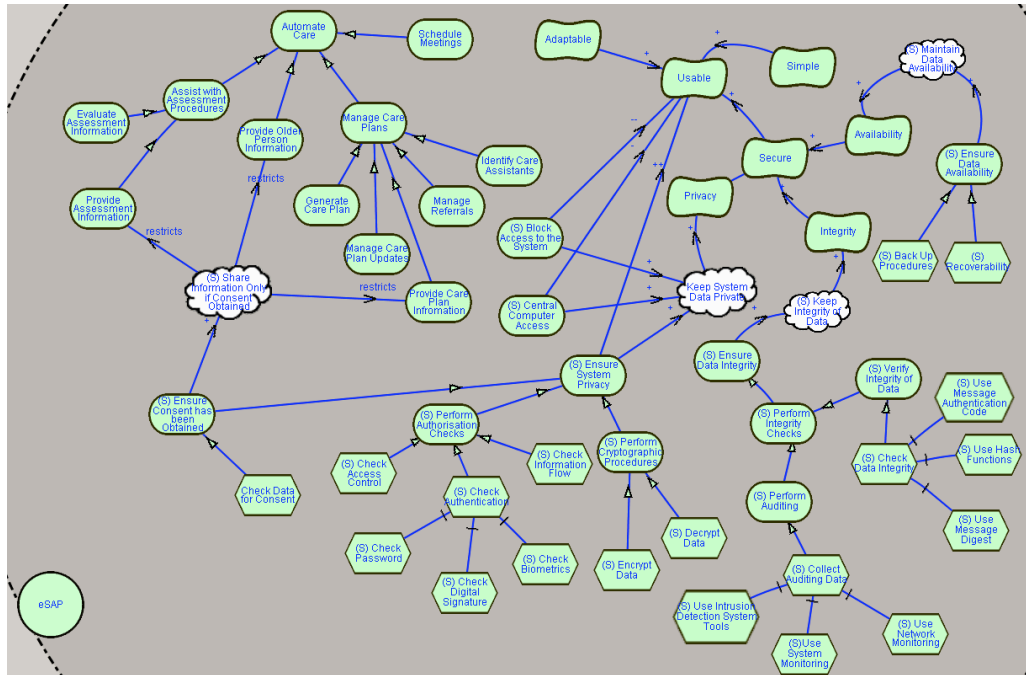 Automate
Care
Schedule
Meetings
Adaptable
+
Usable
+
Simple
(S) Maintain
Data
Availability
Assist with
Assessment
Procedures
Evaluate
Assessment
Information
Provide Older
Person
Information
Manage Care
Plans
Identify Care
Assistants
Generate
Care Plan
Manage
Referrals
Manage Care
Plan Updates
Provide Care
Plan Infromation
Provide
Assessment
Information
restricts
restricts
restricts
(S) Share
Information Only
if Consent
Obtained
+
--
-
++
+
+
+
+
+
Availability
Secure
(S) Ensure
Data
Availability
Privacy
+
Integrity
(S) Block
Access to the
System
+
(S) Back Up
Procedures
(S)
Recoverability
Keep System
Data Private
+
+
+
(S) Central
Computer
Access
+
(S) Keep
Integrity of
Data
+
(S) Ensure
Data Integrity
(S) Ensure
System
Privacy
(S) Verify
Integrity of
Data
(S) Use
Message
Authentication
Code
(S) Ensure
Consent has
been
Obtained
(S) Perform
Authorisation
Checks
(S) Perform
Cryptographic
Procedures
(S) Perform
Integrity
Checks
(S) Use Hash
Functions
(S) Check
Data Integrity
(S) Check
Access
Control
(S) Check
Information
Flow
(S) Check
Authentication
Check Data
for Consent
(S) Perform
Auditing
(S) Use
Message
Digest
(S) Check
Password
(S) Check
Digital
Signature
(S) Check
Biometrics
(S) Encrypt
Data
(S) Decrypt
Data
(S) Collect
Auditing Data
(S) Use Intrusion
Detection System
Tools
(S)Use
System
Monitoring
(S) Use
Network
Monitoring
eSAP